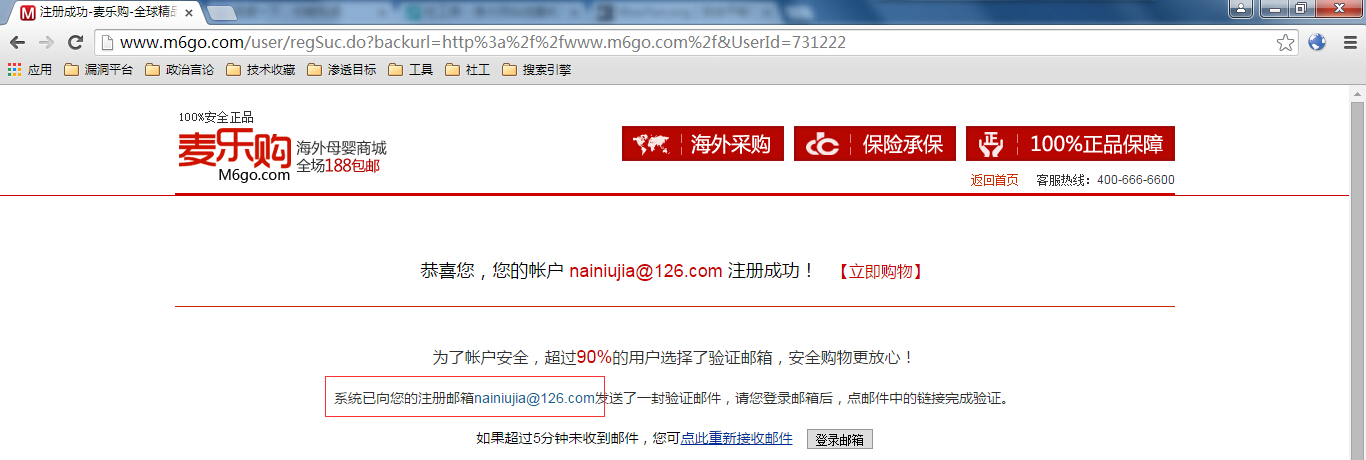 注册成功-麦乐购-全球精品
www.m6go.com/user/regSuc.do?backurl=http%3a%2f%2fwww.m6go.com%2f&UserId=731222
应用 漏洞平台 政治言论 技术收藏 渗透目标 工具 社工 搜索引擎
100%安全正品
麦乐购
M6go.com
海外母婴商城
全场188包邮
海外采购 保险承保 正 100%正品保障
返回首页 客服热线：400-666-6600
恭喜您，您的帐户 nainiujia@126.com 注册成功！ 【立即购物】
为了帐户安全，超过90%的用户选择了验证邮箱，安全购物更放心！
系统已向您的注册邮箱nainiujia@126.com发送了一封验证邮件，请您登录邮箱后，点邮件中的链接完成验证。
如果超过5分钟未收到邮件，您可点此重新接收邮件 登录邮箱